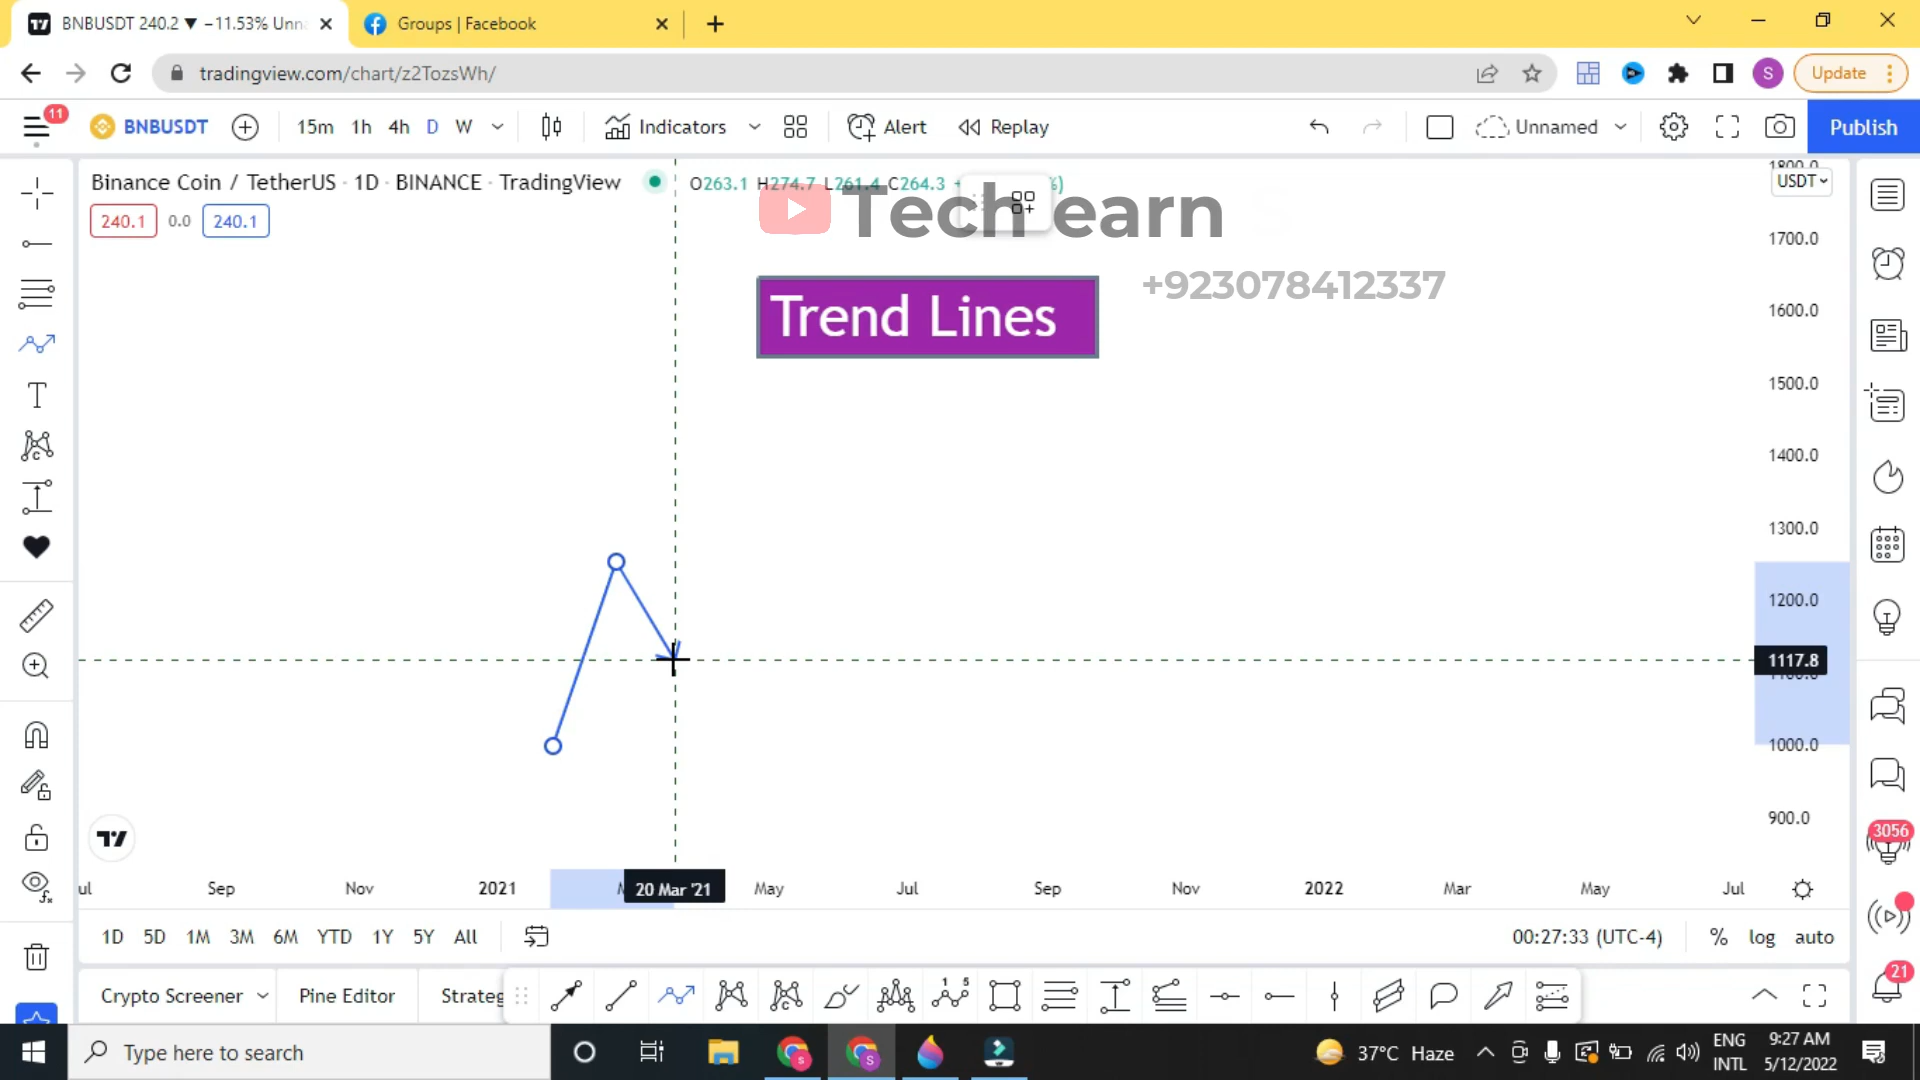 BNBUSDT 240.2 ▼ −11.53% Unn
Groups | Facebook
tradingview.com/chart/z2TozsWh/
S
Update
11
BNBUSDT
15m 1h 4h D W
Indicators
Alert
Replay
Unnamed
Publish
Binance Coin / TetherUS · 1D · BINANCE · TradingView
O263.1 H274.7 L261.4 C264.3
240.1 0.0 240.1
Tech earn
+923078412337
Trend Lines
USDT
1800.0
1700.0
1600.0
1500.0
1400.0
1300.0
1200.0
1117.8
1000.0
900.0
3056
Sep Nov 2021 20 Mar '21 May Jul Sep Nov 2022 Mar May Jul
1D 5D 1M 3M 6M YTD 1Y 5Y All
00:27:33 (UTC-4) % log auto
21
Crypto Screener Pine Editor Strateg
Type here to search
37°C Haze
ENG
INTL
9:27 AM
5/12/2022